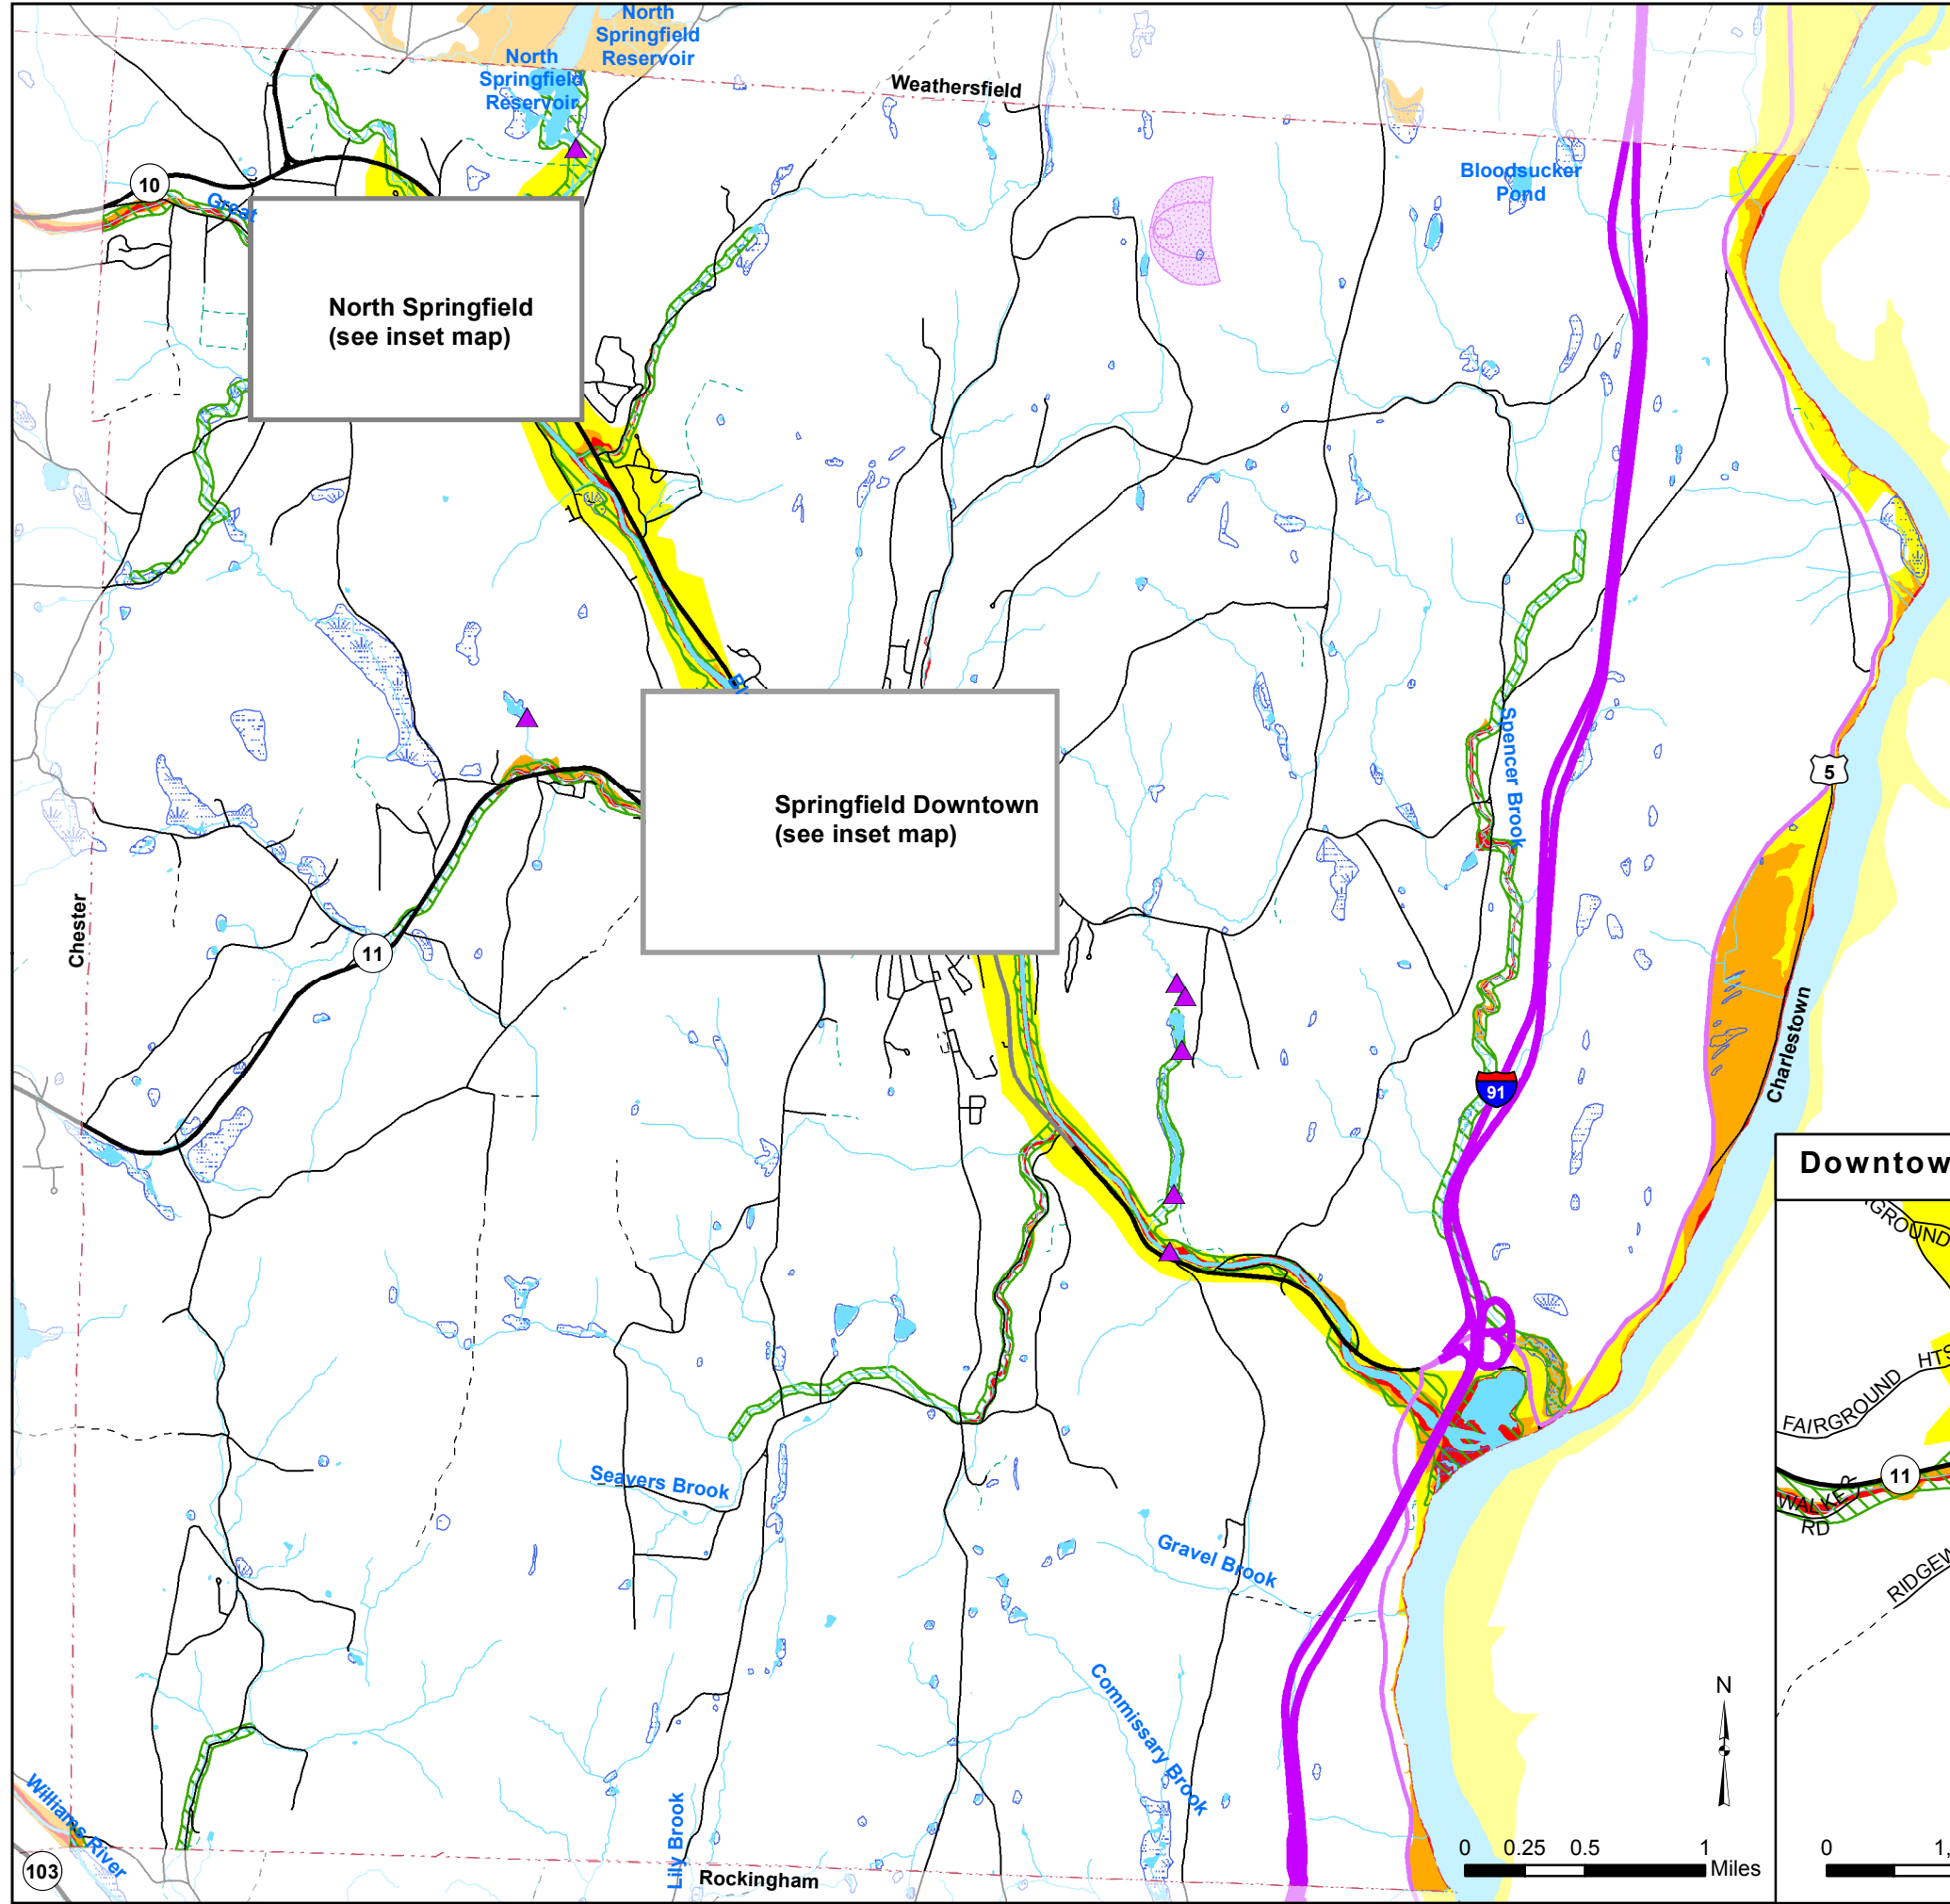 North
Springfield
Reservoir
North
Springfield
Reservoir
Weathersfield
Bloodsucker
Pond
10
Great
North Springfield
(see inset map)
Spencer Brook
5
Springfield Downtown
(see inset map)
Chester
11
Charlestown
91
Downtow
FAIRGROUND
HTS
11
WALKER
RD
Seavers Brook
Gravel Brook
Commissary Brook
N
Williams River
Lily Brook
103
Rockingham
0 0.25 0.5 1
Miles
0 1,